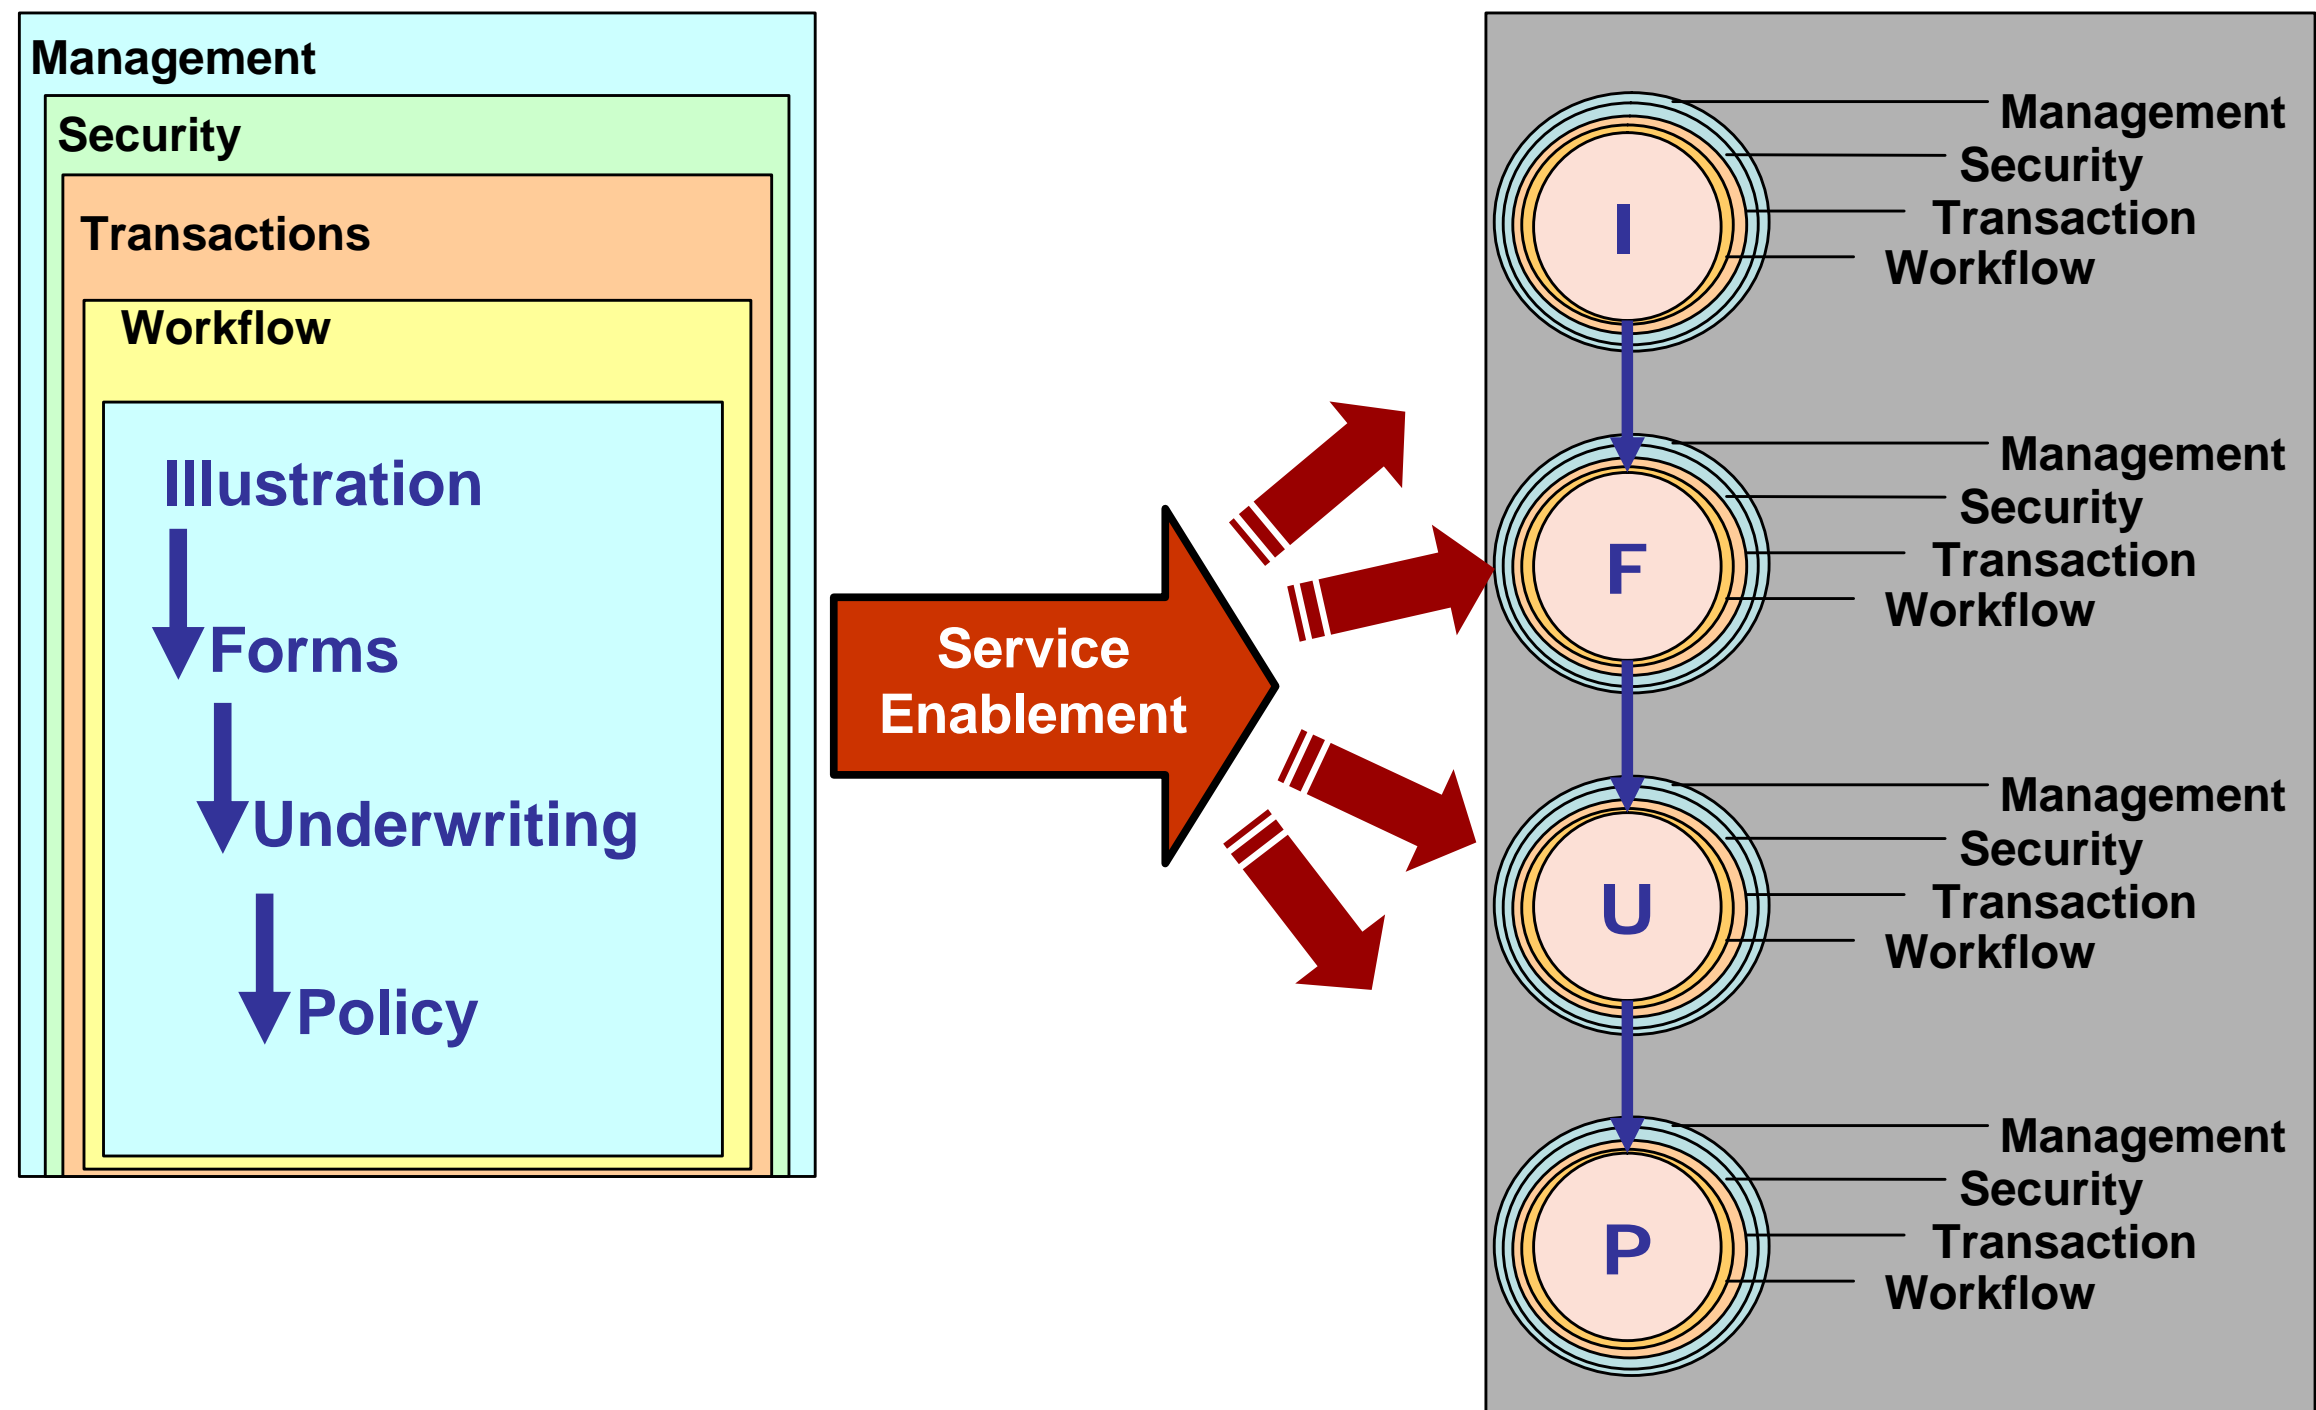 Management
Security
Transactions
Workflow
Illustration
Forms
Underwriting
Policy
Service
Enablement
I
Management
Security
Transaction
Workflow
F
Management
Security
Transaction
Workflow
U
Management
Security
Transaction
Workflow
P
Management
Security
Transaction
Workflow